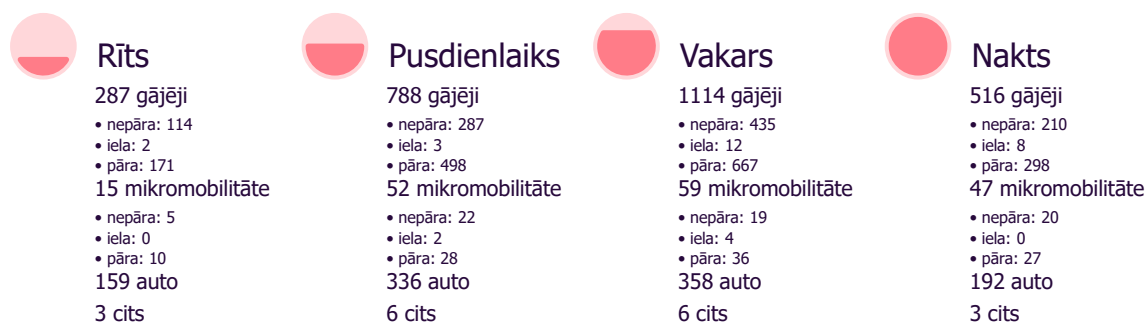 Rīts
287 gājēji
• nepāra: 114
• iela: 2
• pāra: 171
15 mikromobilitāte
• nepāra: 5
• iela: 0
• pāra: 10
159 auto
3 cits
Pusdienlaiks
788 gājēji
• nepāra: 287
• iela: 3
• pāra: 498
52 mikromobilitāte
• nepāra: 22
• iela: 2
• pāra: 28
336 auto
6 cits
Vakars
1114 gājēji
• nepāra: 435
• iela: 12
• pāra: 667
59 mikromobilitāte
• nepāra: 19
• iela: 4
• pāra: 36
358 auto
6 cits
Nakts
516 gājēji
• nepāra: 210
• iela: 8
• pāra: 298
47 mikromobilitāte
• nepāra: 20
• iela: 0
• pāra: 27
192 auto
3 cits